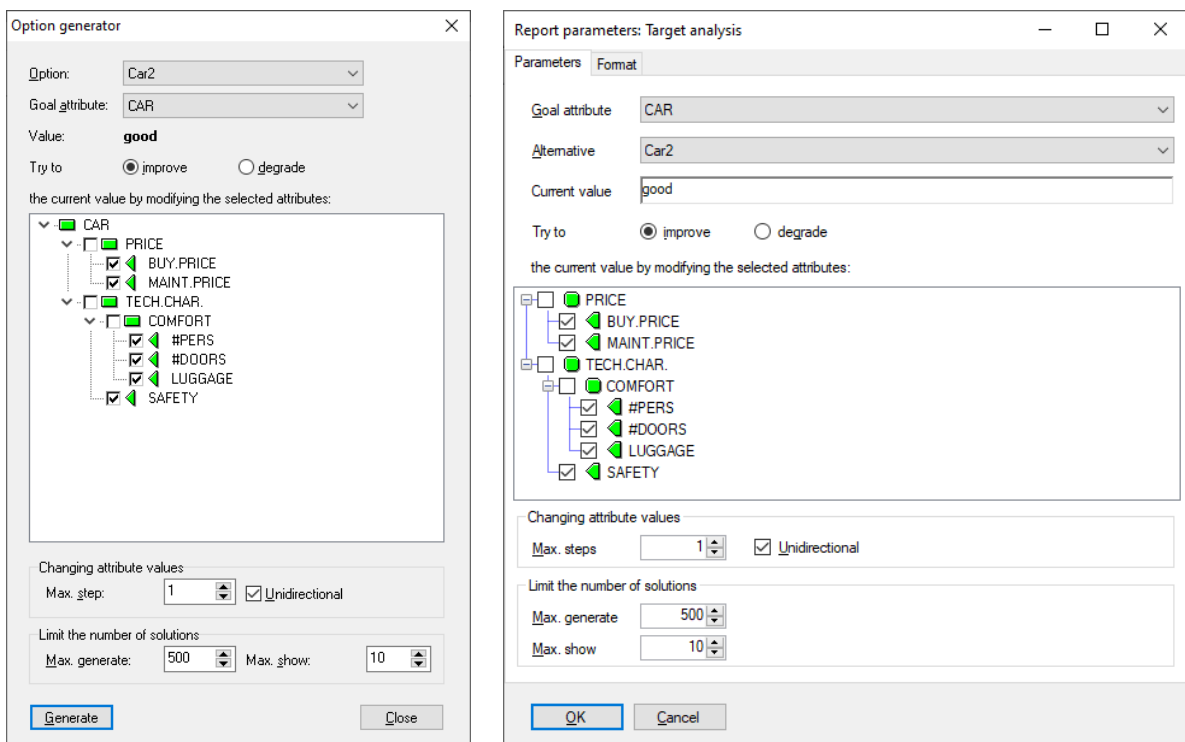 Option generator
Option: Car2
Goal attribute: CAR
Value: good
Try to improve degrade
the current value by modifying the selected attributes:
CAR
PRICE
BUY.PRICE
MAINT.PRICE
TECH.CHAR.
COMFORT
#PERS
#DOORS
LUGGAGE
SAFETY
Changing attribute values
Max. step: 1 Unidirectional
Limit the number of solutions
Max. generate: 500 Max. show: 10
Generate Close
Report parameters: Target analysis
Parameters Format
Goal attribute CAR
Alternative Car2
Current value good
Try to improve degrade
the current value by modifying the selected attributes:
PRICE
BUY.PRICE
MAINT.PRICE
TECH.CHAR.
COMFORT
#PERS
#DOORS
LUGGAGE
SAFETY
Changing attribute values
Max. steps 1 Unidirectional
Limit the number of solutions
Max. generate 500
Max. show 10
OK Cancel